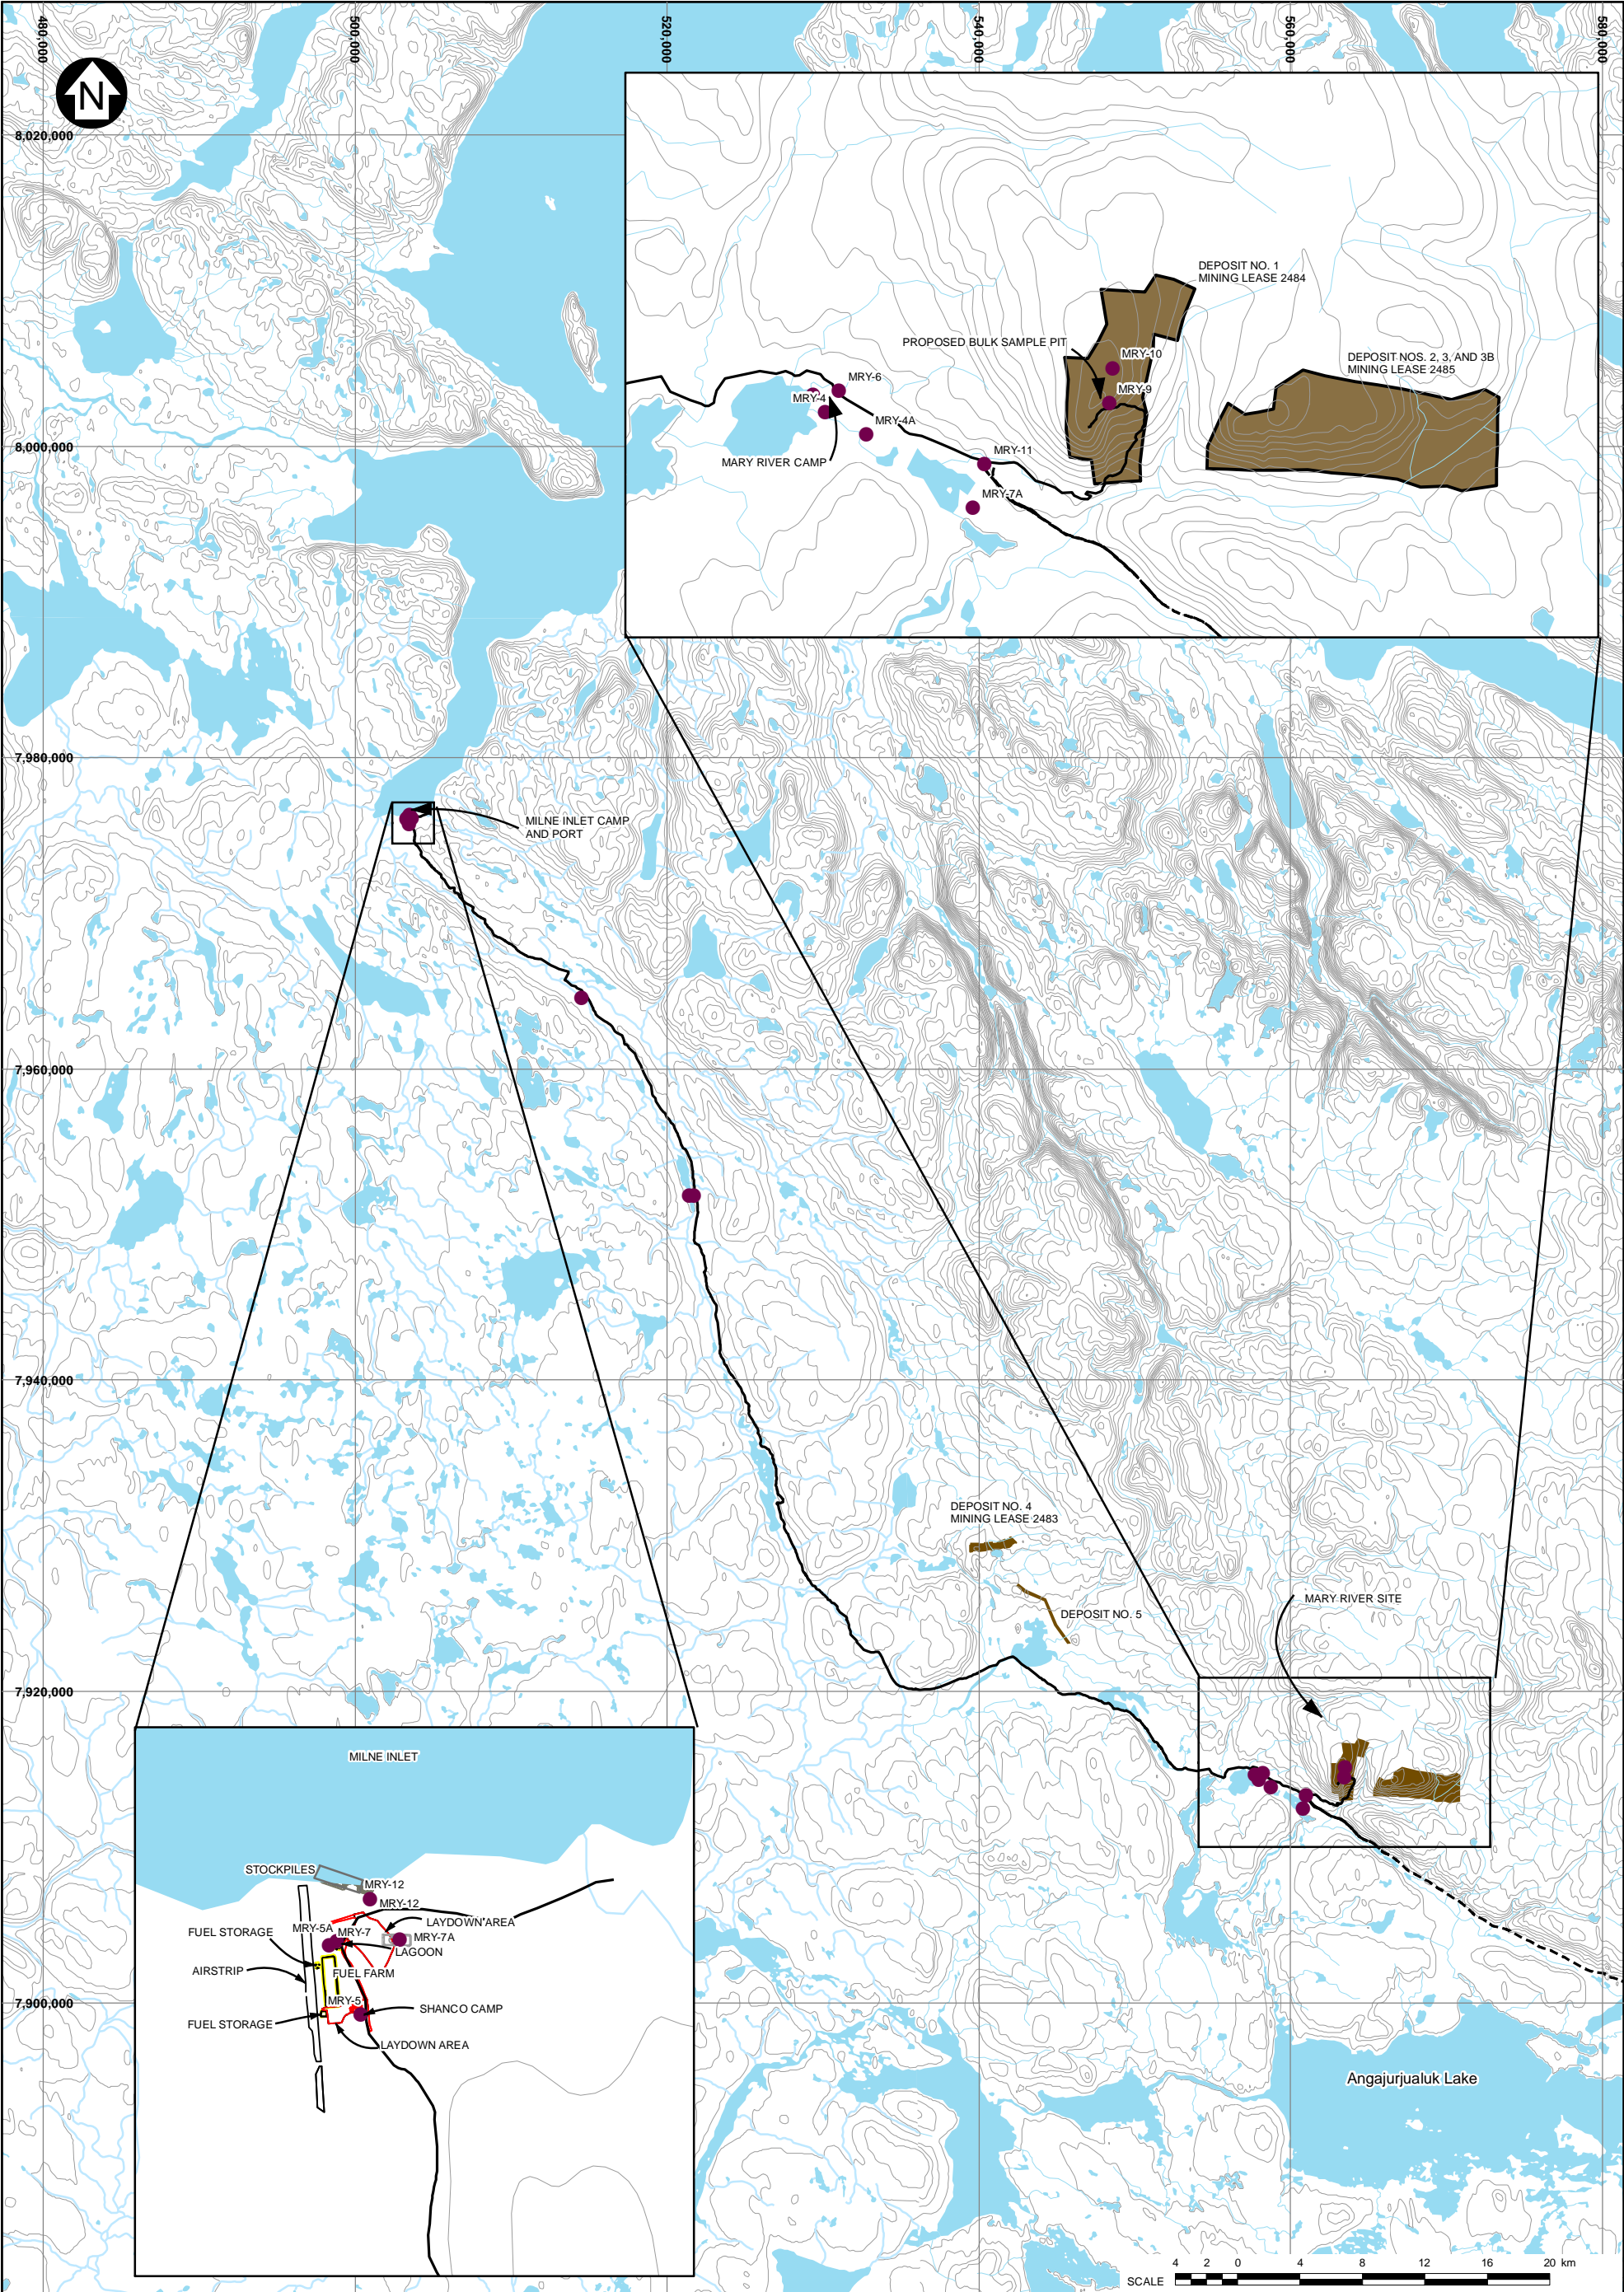 480,000
500,000
520,000
540,000
560,000
580,000
N
8,020,000
8,000,000
7,980,000
7,960,000
7,940,000
7,920,000
7,900,000
DEPOSIT NO. 1
MINING LEASE 2484
PROPOSED BULK SAMPLE PIT
MRY-10
DEPOSIT NOS. 2, 3, AND 3B
MINING LEASE 2485
MRY-9
MRY-6
MRY-4
MRY-4A
MARY RIVER CAMP
MRY-11
MRY-7A
MILNE INLET CAMP
AND PORT
DEPOSIT NO. 4
MINING LEASE 2483
DEPOSIT NO. 5
MARY RIVER SITE
MILNE INLET
STOCKPILES
MRY-12
MRY-12
LAYDOWN AREA
MRY-5A
MRY-7
FUEL STORAGE
MRY-7A
LAGOON
AIRSTRIP
FUEL FARM
MRY-5
SHANCO CAMP
FUEL STORAGE
LAYDOWN AREA
Angajurjualuk Lake
4 2 0 4 8 12 16 20 km
SCALE